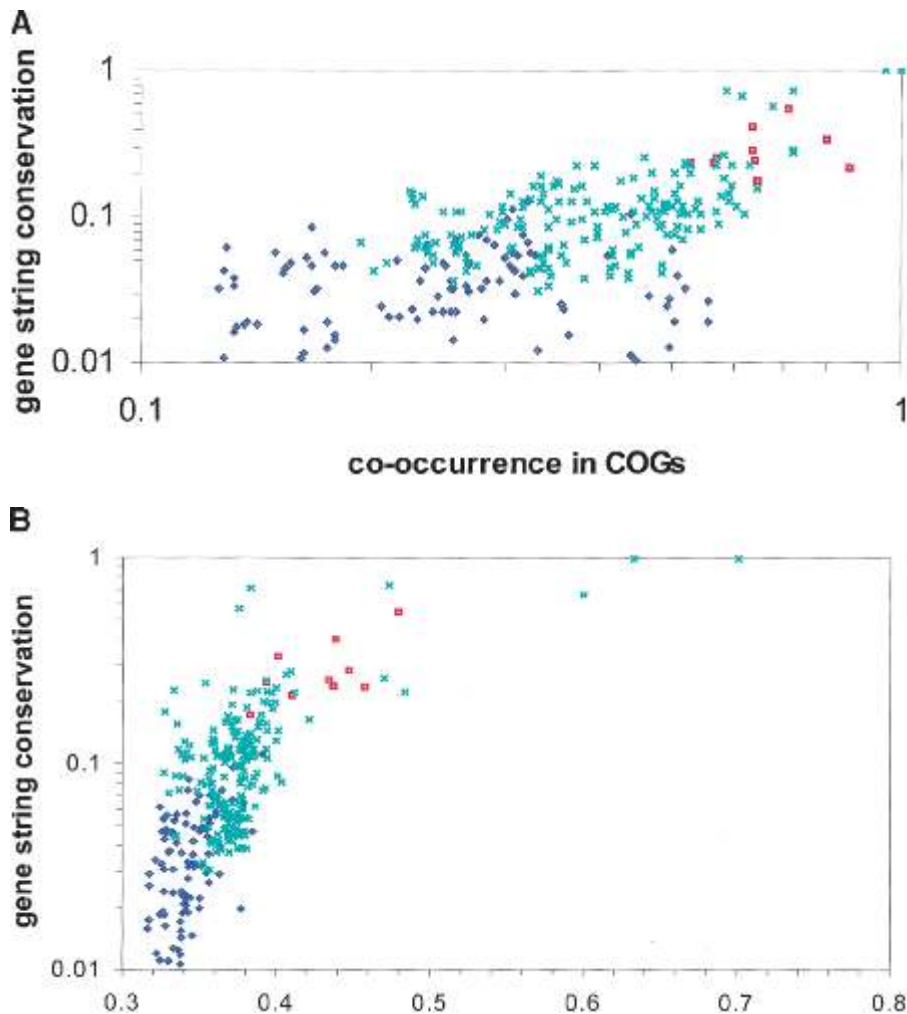 A
gene string conservation
1
0.1
0.01
0.1
1
co-occurrence in COGs
B
gene string conservation
1
0.1
0.01
0.3
0.4
0.5
0.6
0.7
0.8